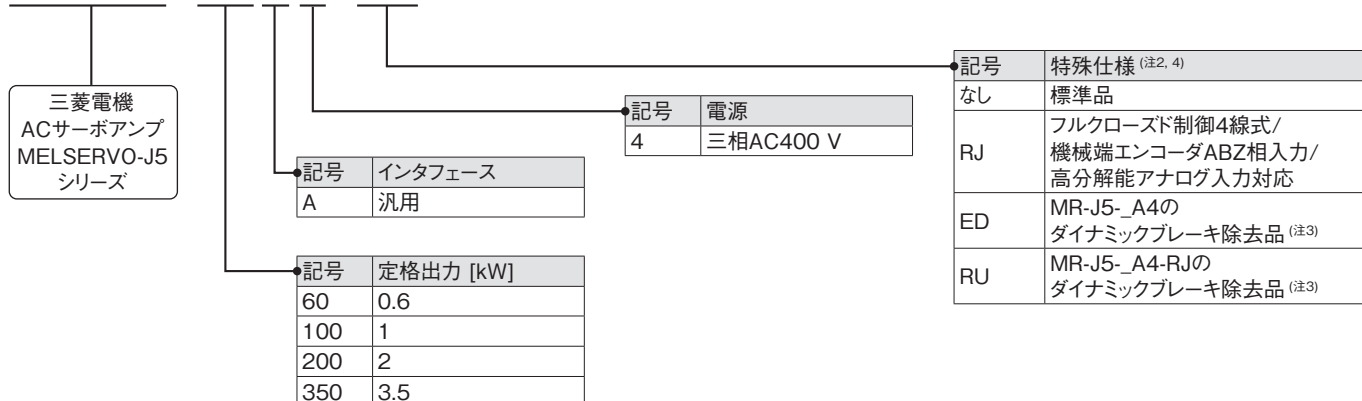 三菱電機
ACサーボアンプ
MELSERVO-J5
シリーズ
記号 インタフェース
A 汎用
記号 定格出力 [kW]
60 0.6
100 1
200 2
350 3.5
記号 電源
4 三相AC400 V
記号 特殊仕様 (注2, 4)
なし 標準品
RJ フルクローズド制御4線式/
機械端エンコーダABZ相入力/
高分解能アナログ入力対応
ED MR-J5-_A4の
ダイナミックブレーキ除去品 (注3)
RU MR-J5-_A4-RJの
ダイナミックブレーキ除去品 (注3)